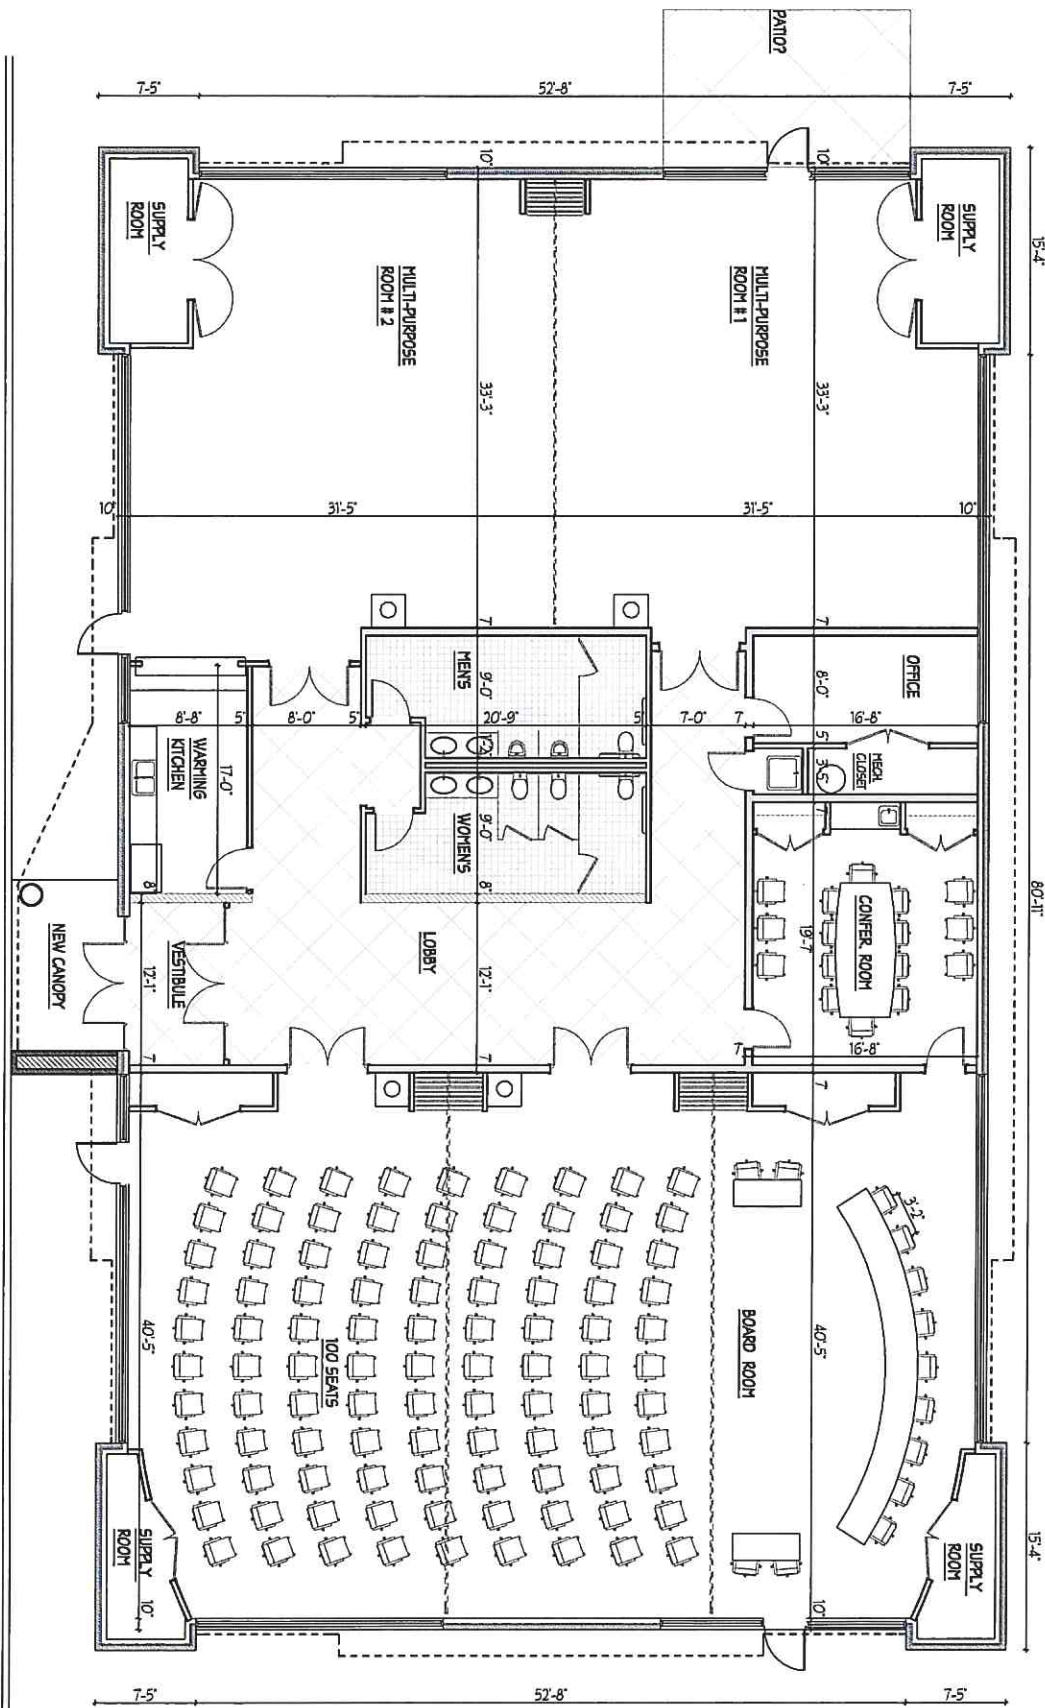 PATIO?
7'-5"
52'-8"
7'-5"
15'-4"
80'-11"
15'-4"
SUPPLY
ROOM
SUPPLY
ROOM
10"
10"
MULTI-PURPOSE
ROOM # 2
MULTI-PURPOSE
ROOM # 1
33'-3"
33'-3"
10"
31'-5"
31'-5"
10"
7"
7"
MEN'S
9'-0"
OFFICE
8'-0"
8'-8"
5"
8'-0"
5"
20'-9"
5"
7'-0"
7"
16'-8"
5"
WARMING
KITCHEN
17'-0"
MECH.
CLOSET
3'-5"
7"
WOMEN'S
9'-0"
8"
8"
CONFER ROOM
19'-7"
NEW CANOPY
VESTIBULE
12'-1"
LOBBY
12'-1"
7"
7"
7"
16'-8"
7"
3'-2"
BOARD ROOM
40'-5"
40'-5"
100 SEATS
SUPPLY
ROOM
SUPPLY
ROOM
10"
10"
7'-5"
52'-8"
7'-5"